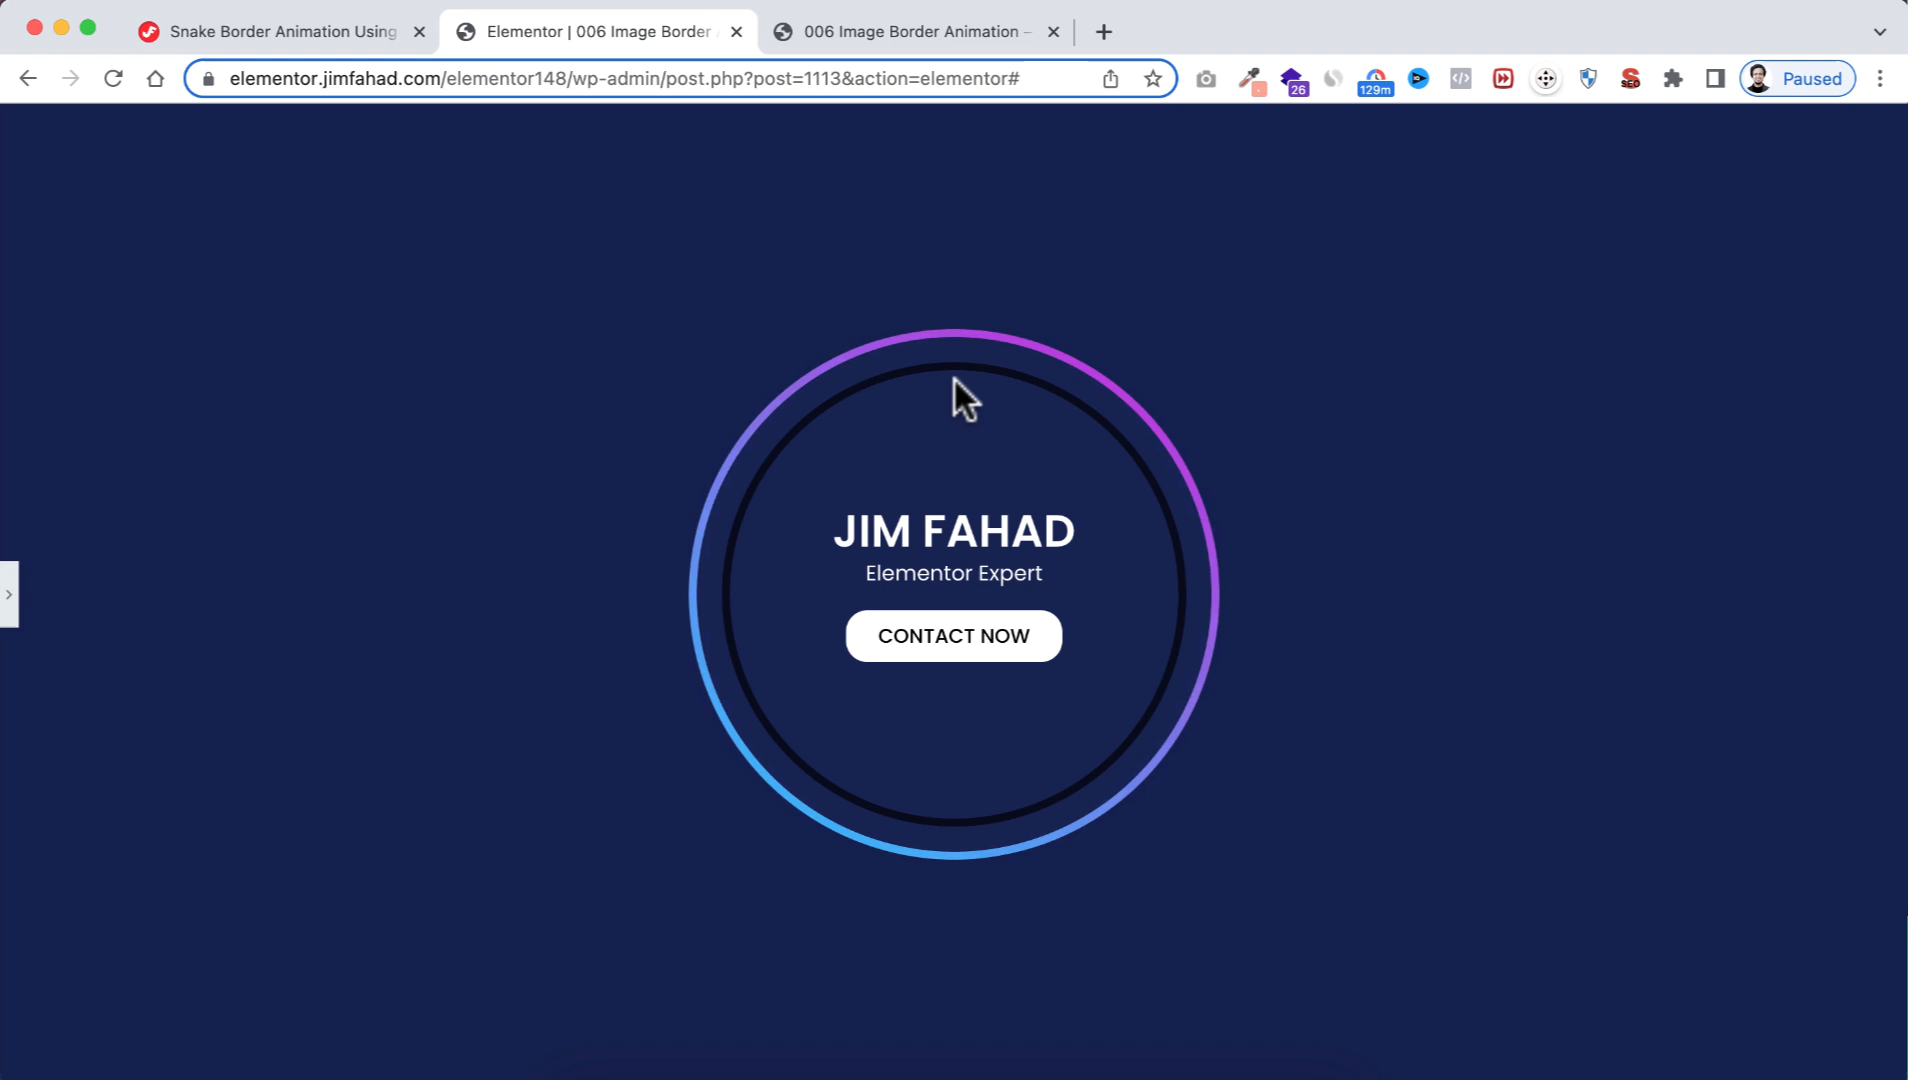 Snake Border Animation Using
Elementor | 006 Image Border
006 Image Border Animation –
elementor.jimfahad.com/elementor148/wp-admin/post.php?post=1113&action=elementor#
26
129m
SEO
Paused
JIM FAHAD
Elementor Expert
CONTACT NOW